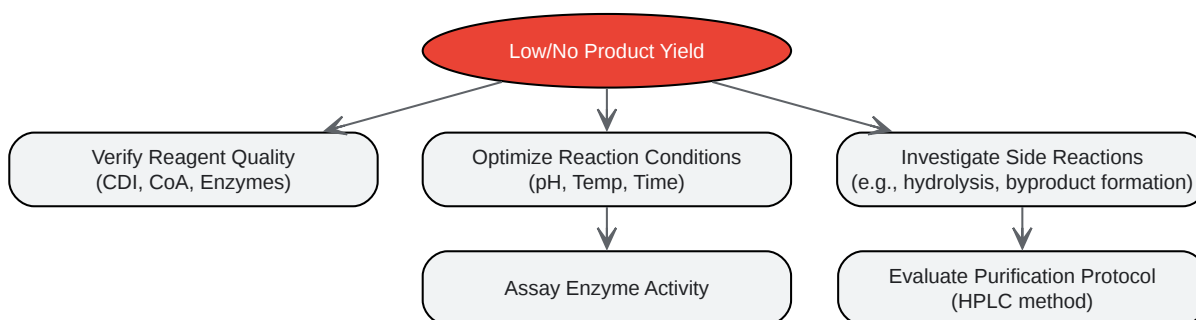 Low/No Product Yield
Verify Reagent Quality
(CDI, CoA, Enzymes)
Optimize Reaction Conditions
(pH, Temp, Time)
Investigate Side Reactions
(e.g., hydrolysis, byproduct formation)
Assay Enzyme Activity
Evaluate Purification Protocol
(HPLC method)